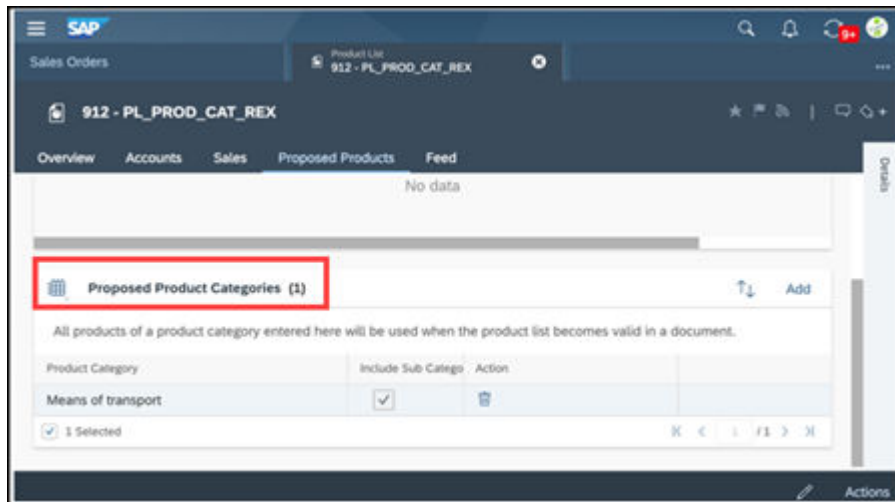 SAP
9+
Sales Orders
Product List
912 - PL_PROD_CAT_REX
912 - PL_PROD_CAT_REX
Overview Accounts Sales Proposed Products Feed
Details
No data
Proposed Product Categories (1)
Add
All products of a product category entered here will be used when the product list becomes valid in a document.
Product Category Include Sub Catego Action
Means of transport
1 Selected
1 /1
Actions